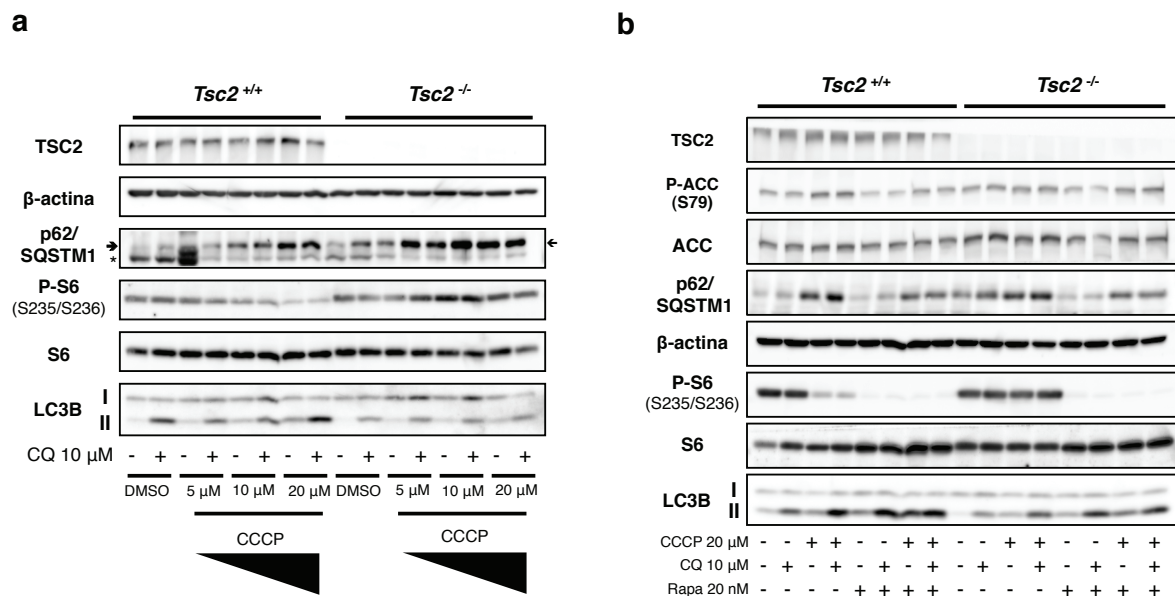 a
Tsc2 +/+ Tsc2 -/-
TSC2
β-actina
p62/
SQSTM1
*
P-S6
(S235/S236)
S6
LC3B I
II
CQ 10 μM - + - + - + - + - + - + - + - +
DMSO 5 μM 10 μM 20 μM DMSO 5 μM 10 μM 20 μM
CCCP CCCP
b
Tsc2 +/+ Tsc2 -/-
TSC2
P-ACC
(S79)
ACC
p62/
SQSTM1
β-actina
P-S6
(S235/S236)
S6
LC3B I
II
CCCP 20 μM - - + + - - + + - - + + - - + +
CQ 10 μM - + - + - + - + - + - + - + - +
Rapa 20 nM - - - - + + + + - - - - + + + +